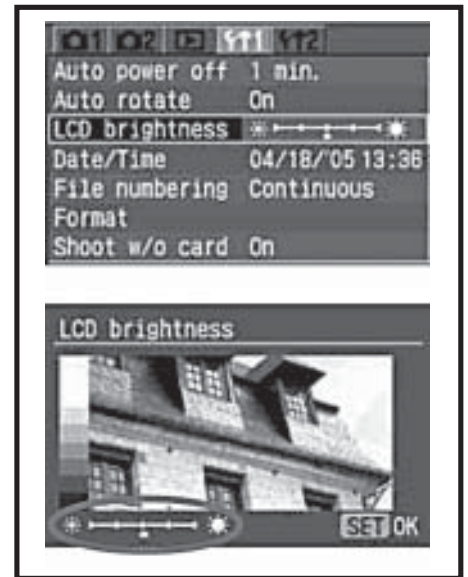 1 2 1 2
Auto power off 1 min.
Auto rotate On
LCD brightness
Date/Time 04/18/'05 13:36
File numbering Continuous
Format
Shoot w/o card On
LCD brightness
SET OK